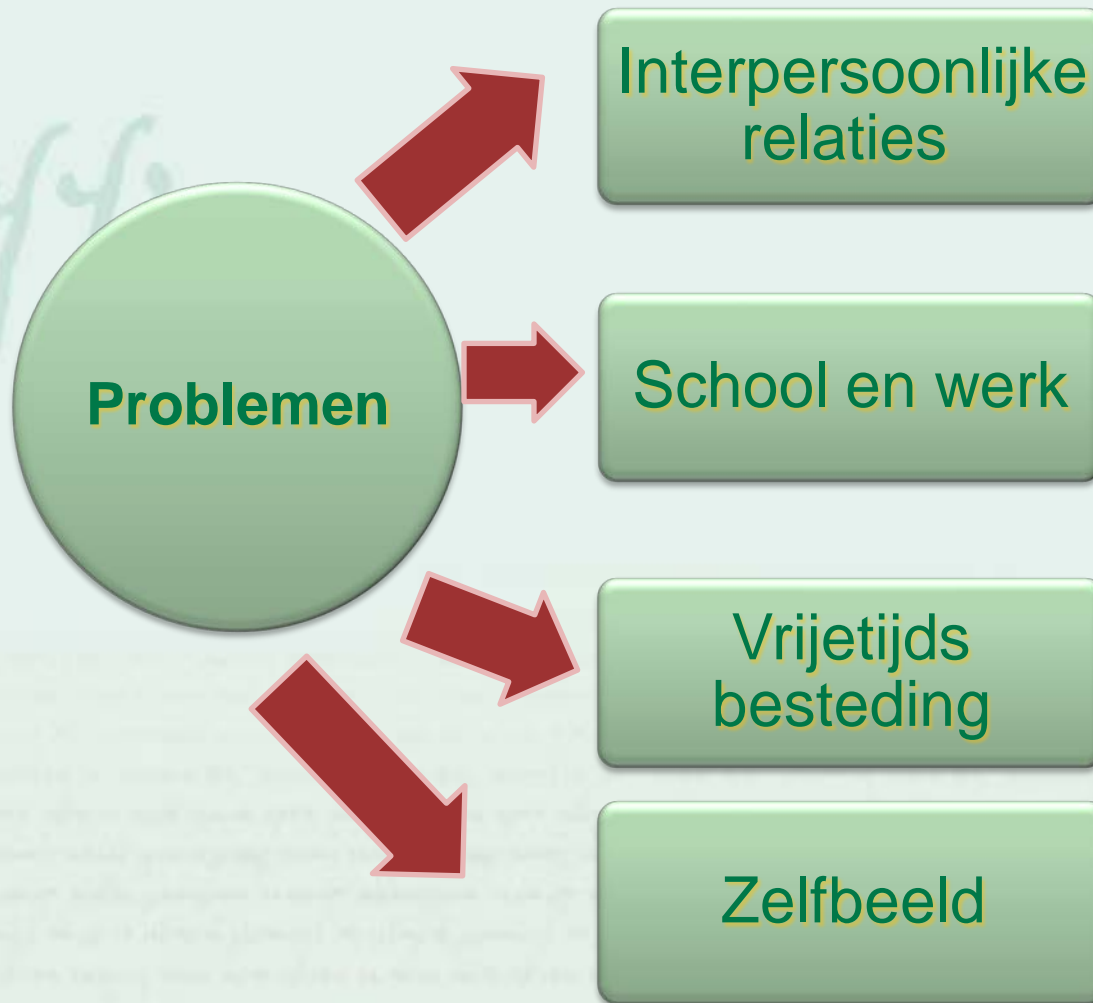 Interpersoonlijke
relaties
Problemen
School en werk
Vrijetijds
besteding
Zelfbeeld